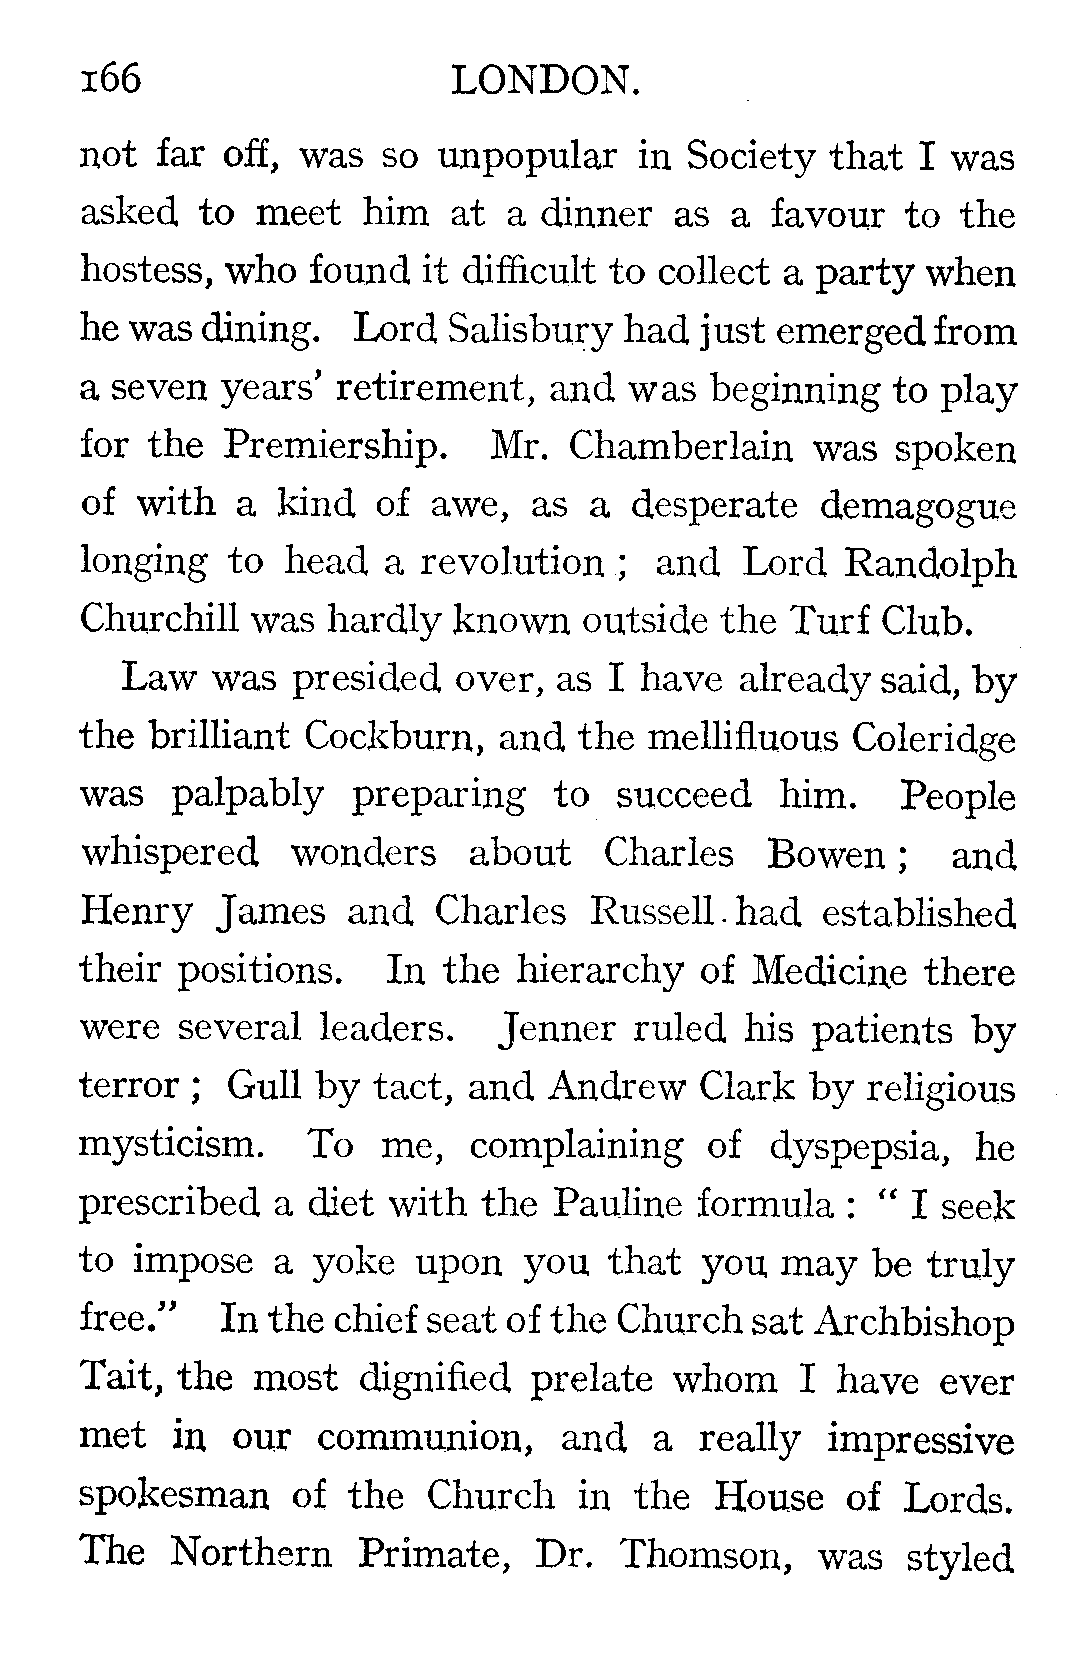 166 LONDON.
not far off, was so unpopular in Society that I was
asked to meet him at a dinner as a favour to the
hostess, who found it difficult to collect a party when
he was dining. Lord Salisbury had just emerged from
a seven years' retirement, and was beginning to play
for the Premiership. Mr. Chamberlain was spoken
of with a kind of awe, as a desperate demagogue
longing to head a revolution ; and Lord Randolph
Churchill was hardly known outside the Turf Club.
Law was presided over, as I have already said, by
the brilliant Cockburn, and the mellifluous Coleridge
was palpably preparing to succeed him. People
whispered wonders about Charles Bowen ; and
Henry James and Charles Russell had established
their positions. In the hierarchy of Medicine there
were several leaders. Jenner ruled his patients by
terror ; Gull by tact, and Andrew Clark by religious
mysticism. To me, complaining of dyspepsia, he
prescribed a diet with the Pauline formula : " I seek
to impose a yoke upon you that you may be truly
free." In the chief seat of the Church sat Archbishop
Tait, the most dignified prelate whom I have ever
met in our communion, and a really impressive
spokesman of the Church in the House of Lords.
The Northern Primate, Dr. Thomson, was styled